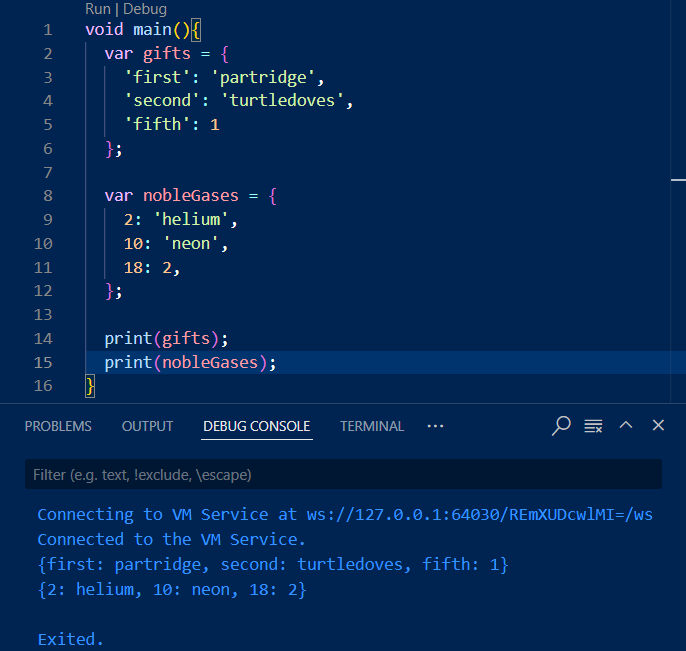 Run | Debug
1 void main(){
2   var gifts = {
3     'first': 'partridge',
4     'second': 'turtledoves',
5     'fifth': 1
6   };
7
8   var nobleGases = {
9     2: 'helium',
10     10: 'neon',
11     18: 2,
12   };
13
14   print(gifts);
15   print(nobleGases);
16 }
PROBLEMS OUTPUT DEBUG CONSOLE TERMINAL ···
Filter (e.g. text, !exclude, \escape)
Connecting to VM Service at ws://127.0.0.1:64030/REmXUDcwlMI=/ws
Connected to the VM Service.
{first: partridge, second: turtledoves, fifth: 1}
{2: helium, 10: neon, 18: 2}
Exited.